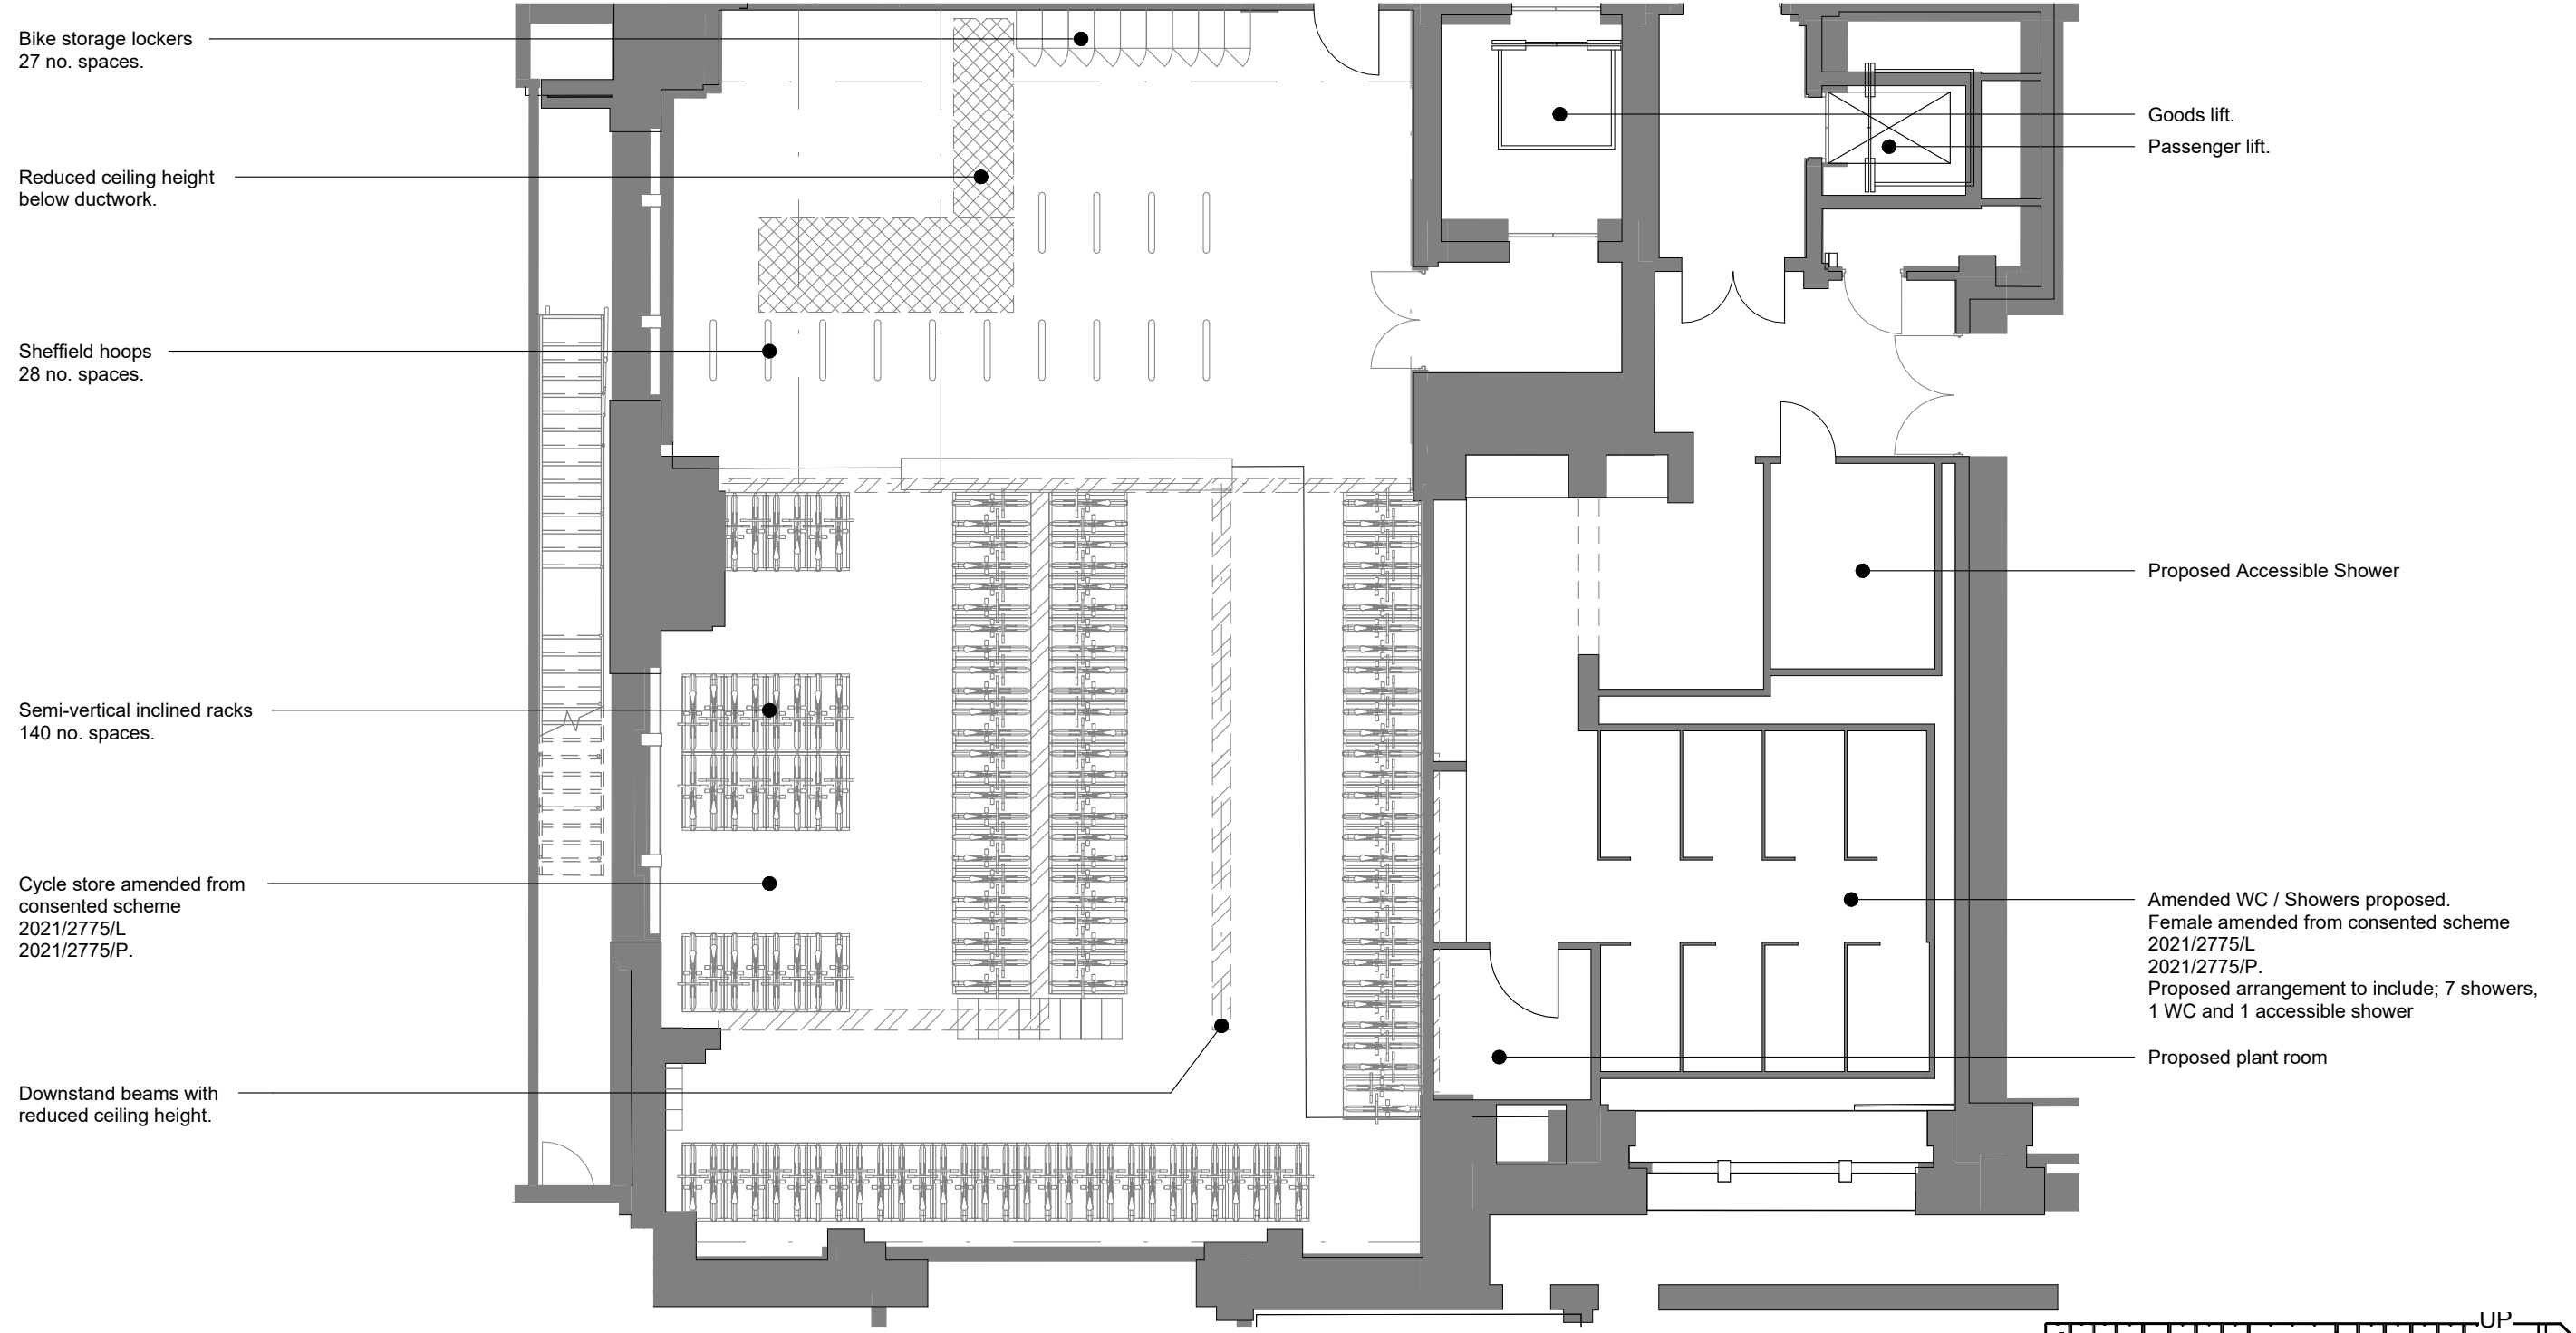 Bike storage lockers
27 no. spaces.
Reduced ceiling height
below ductwork.
Sheffield hoops
28 no. spaces.
Semi-vertical inclined racks
140 no. spaces.
Cycle store amended from
consented scheme
2021/2775/L
2021/2775/P.
Downstand beams with
reduced ceiling height.
Goods lift.
Passenger lift.
Proposed Accessible Shower
Amended WC / Showers proposed.
Female amended from consented scheme
2021/2775/L
2021/2775/P.
Proposed arrangement to include; 7 showers,
1 WC and 1 accessible shower
Proposed plant room
UP